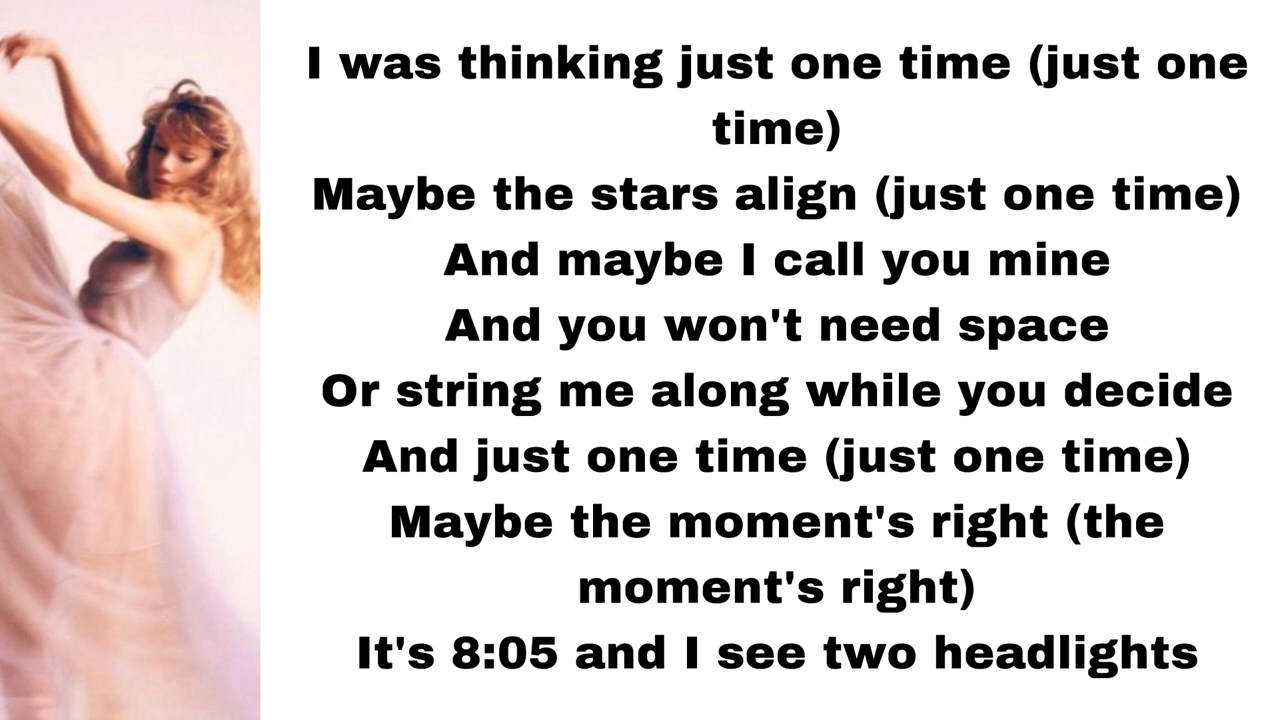 I was thinking just one time (just one
time)
Maybe the stars align (just one time)
And maybe I call you mine
And you won't need space
Or string me along while you decide
And just one time (just one time)
Maybe the moment's right (the
moment's right)
It's 8:05 and I see two headlights